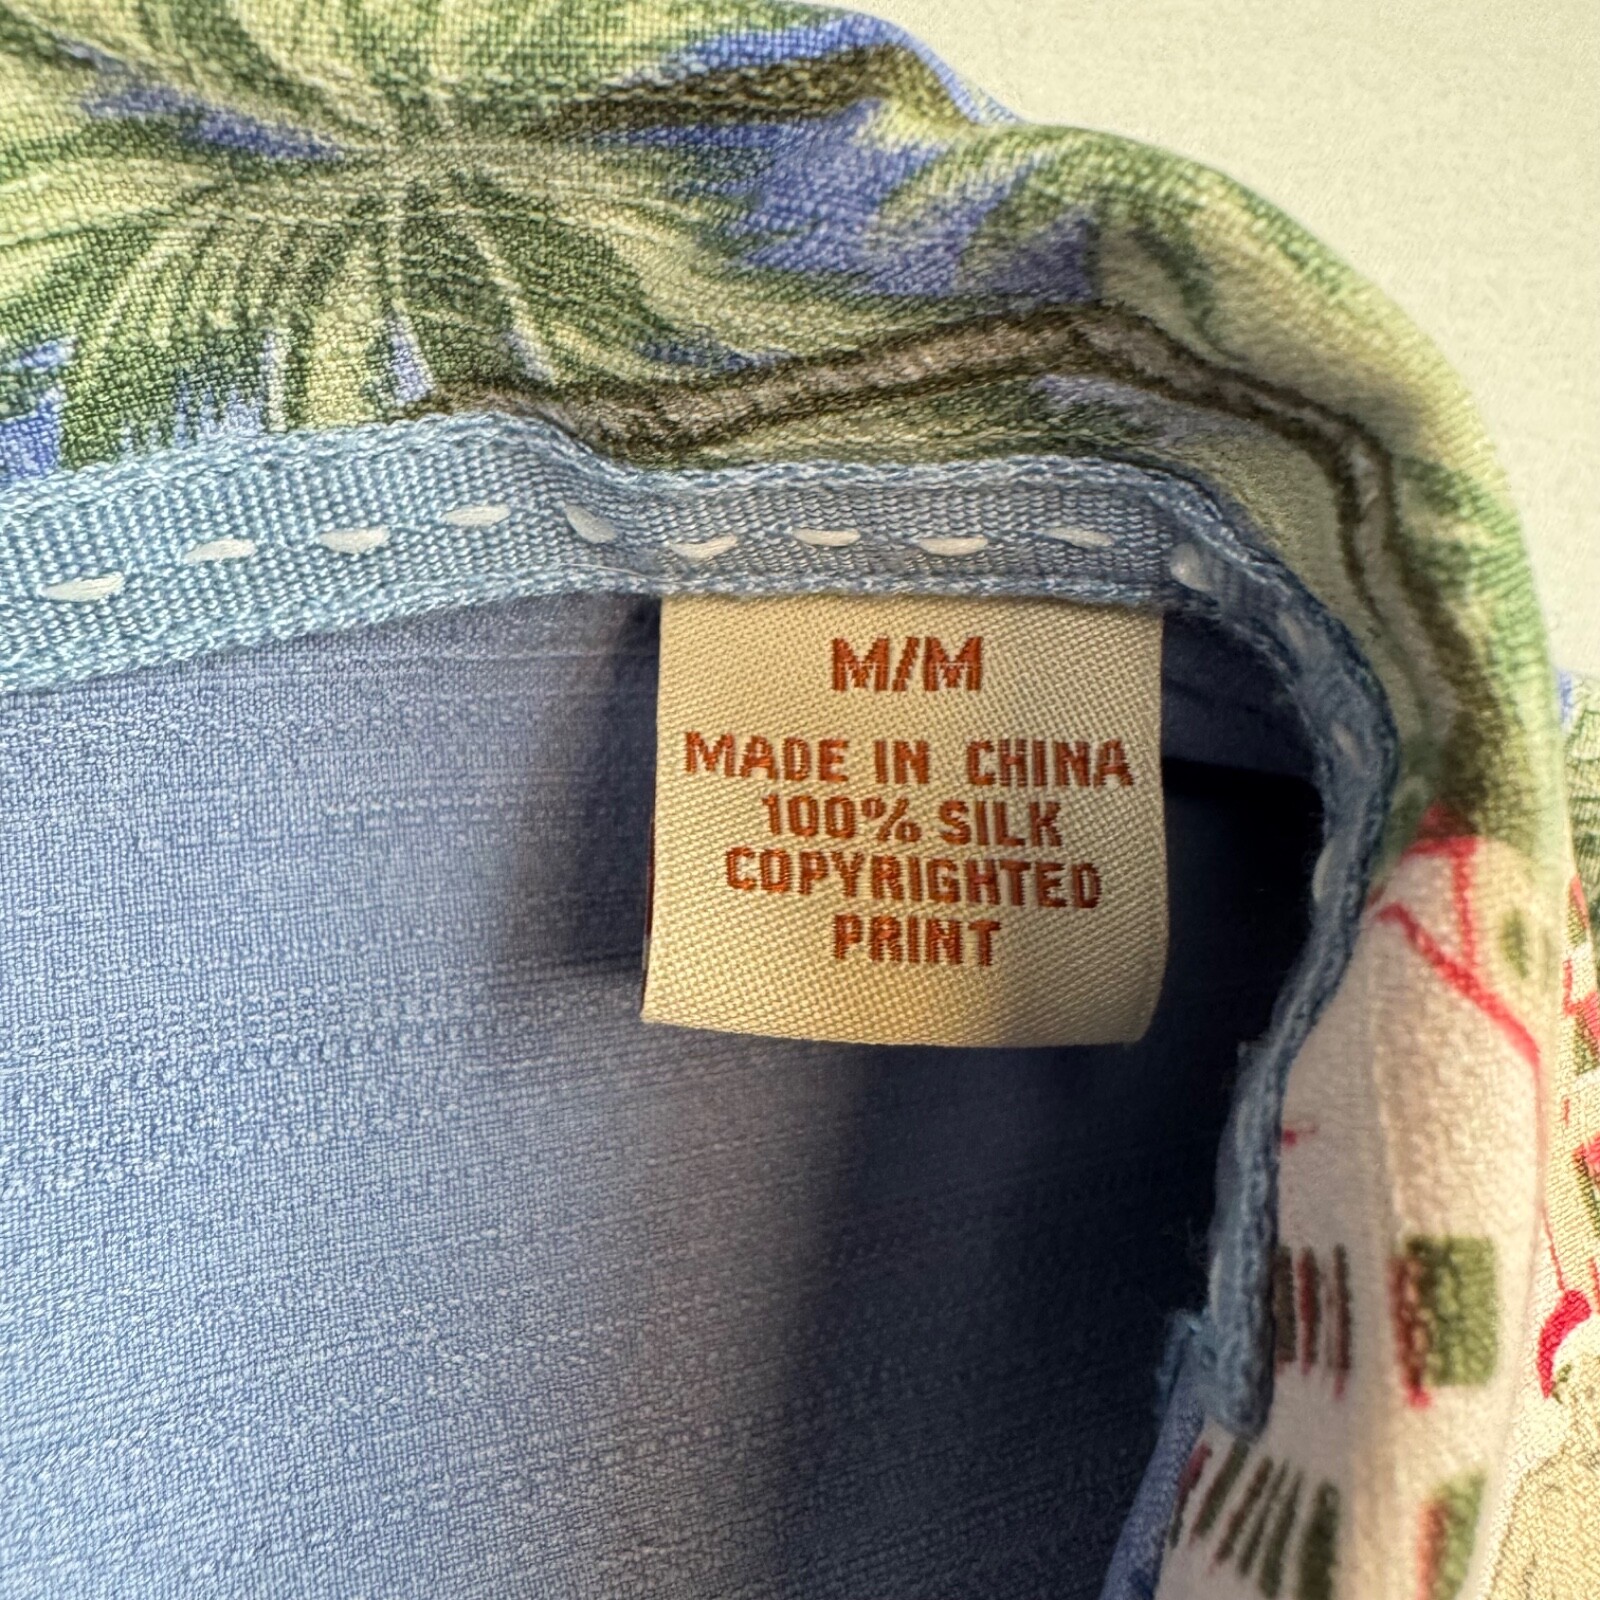 M/M
MADE IN CHINA
100% SILK
COPYRIGHTED
PRINT